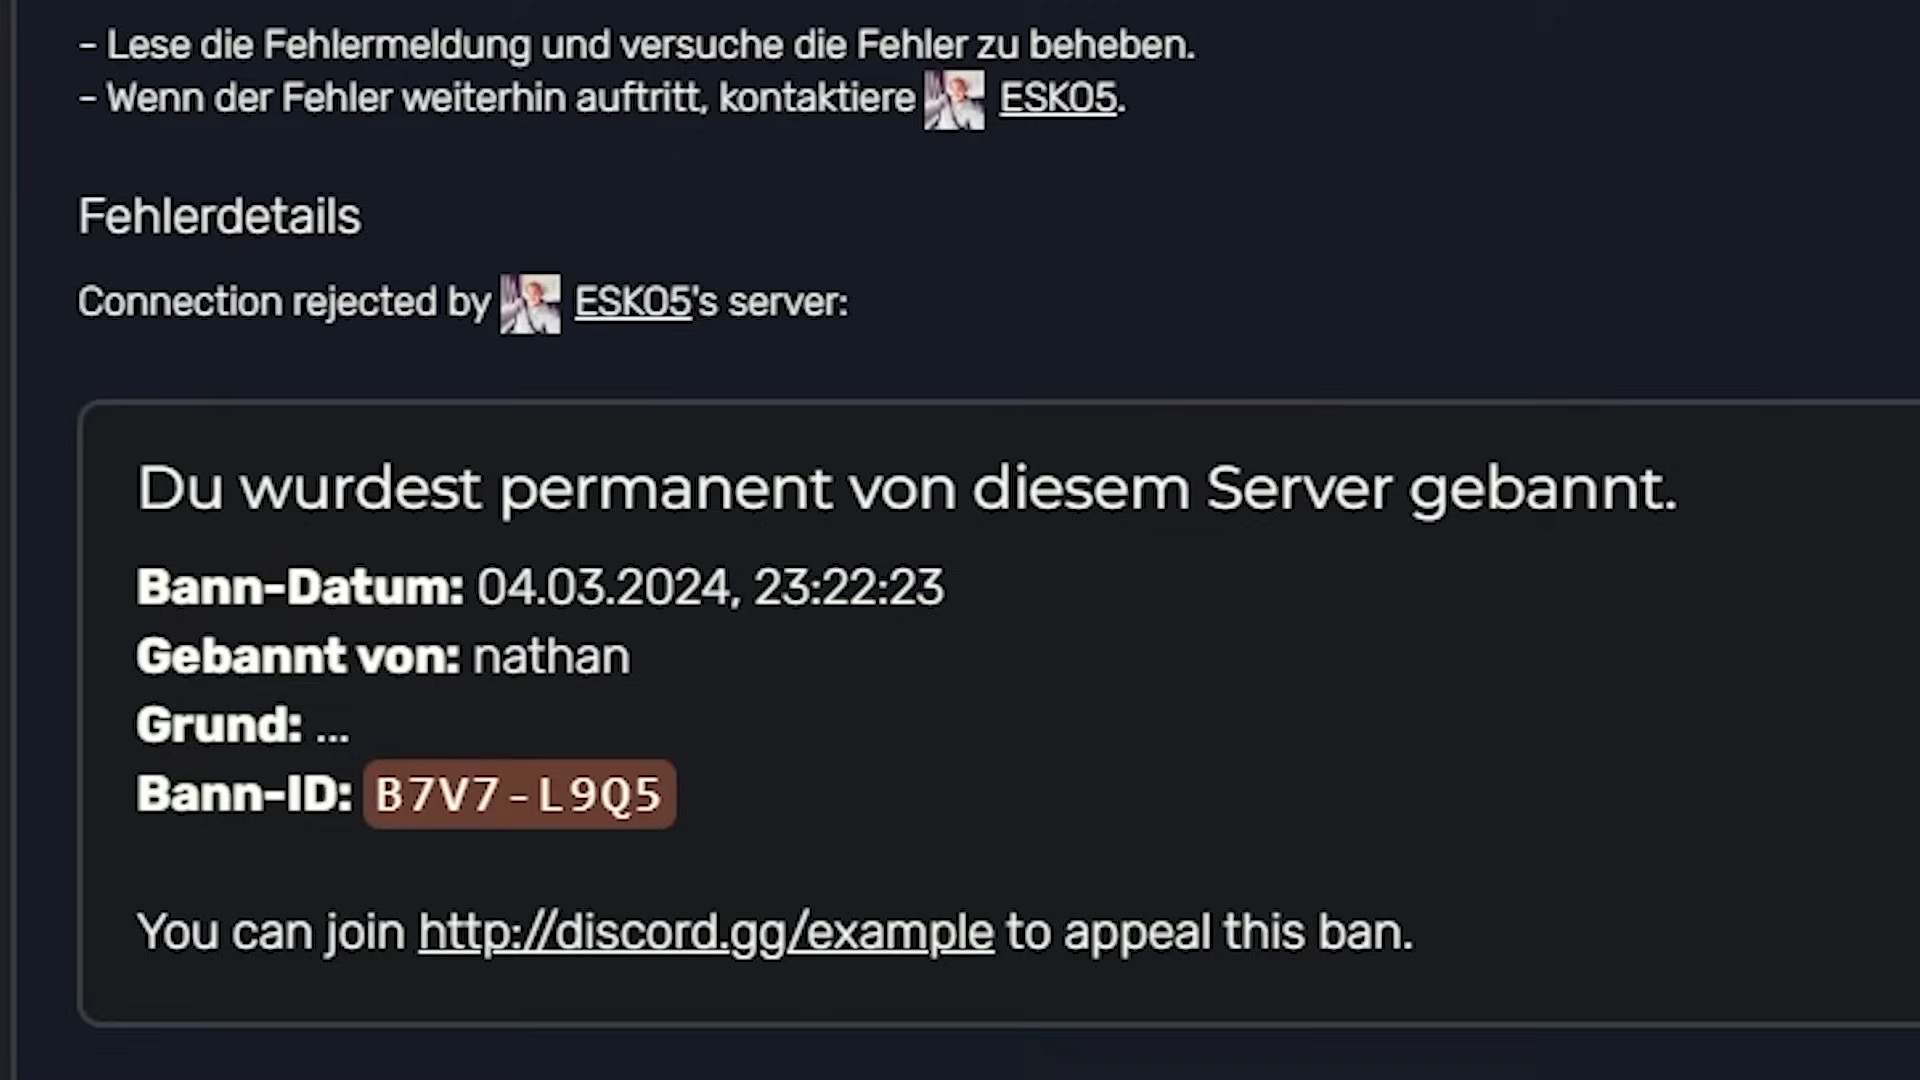 - Lese die Fehlermeldung und versuche die Fehler zu beheben.
- Wenn der Fehler weiterhin auftritt, kontaktiere ESK05.
Fehlerdetails
Connection rejected by ESK05's server:
Du wurdest permanent von diesem Server gebannt.
Bann-Datum: 04.03.2024, 23:22:23
Gebannt von: nathan
Grund: ...
Bann-ID: B7V7-L9Q5
You can join http://discord.gg/example to appeal this ban.